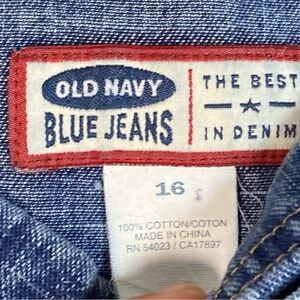 OLD NAVY
BLUE JEANS
THE BEST
IN DENIM
16
100% COTTON/COTON
MADE IN CHINA
RN 54023 / CA17897